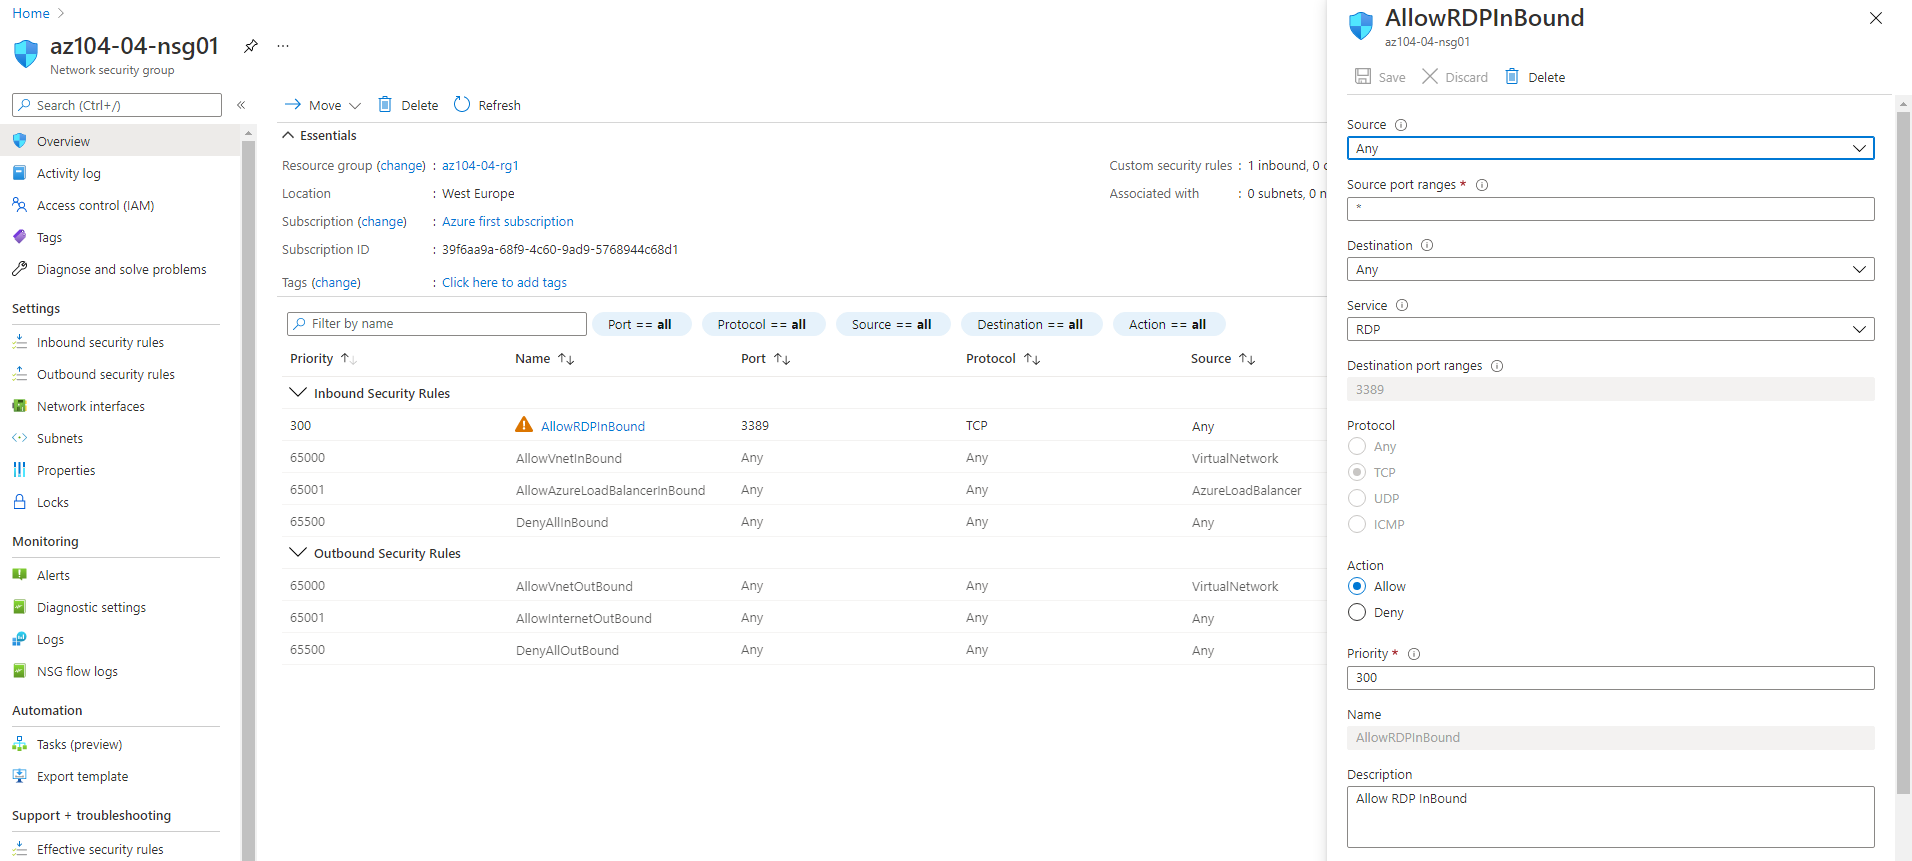 Home
az104-04-nsg01
Network security group
Search (Ctrl+/)
Overview
Activity log
Access control (IAM)
Tags
Diagnose and solve problems
Settings
Inbound security rules
Outbound security rules
Network interfaces
Subnets
Properties
Locks
Monitoring
Alerts
Diagnostic settings
Logs
NSG flow logs
Automation
Tasks (preview)
Export template
Support + troubleshooting
Effective security rules
Move Delete Refresh
Essentials
Resource group (change) : az104-04-rg1
Location : West Europe
Subscription (change) : Azure first subscription
Subscription ID : 39f6aa9a-68f9-4c60-9ad9-5768944c68d1
Tags (change) : Click here to add tags
Custom security rules : 1 inbound, 0
Associated with : 0 subnets, 0
Filter by name Port == all Protocol == all Source == all Destination == all Action == all
Priority Name Port Protocol Source
Inbound Security Rules
300 AllowRDPInBound 3389 TCP Any
65000 AllowVnetInBound Any Any VirtualNetwork
65001 AllowAzureLoadBalancerInBound Any Any AzureLoadBalancer
65500 DenyAllInBound Any Any Any
Outbound Security Rules
65000 AllowVnetOutBound Any Any VirtualNetwork
65001 AllowInternetOutBound Any Any Any
65500 DenyAllOutBound Any Any Any
AllowRDPInBound
az104-04-nsg01
Save Discard Delete
Source
Any
Source port ranges *
*
Destination
Any
Service
RDP
Destination port ranges
3389
Protocol
Any
TCP
UDP
ICMP
Action
Allow
Deny
Priority *
300
Name
AllowRDPInBound
Description
Allow RDP InBound